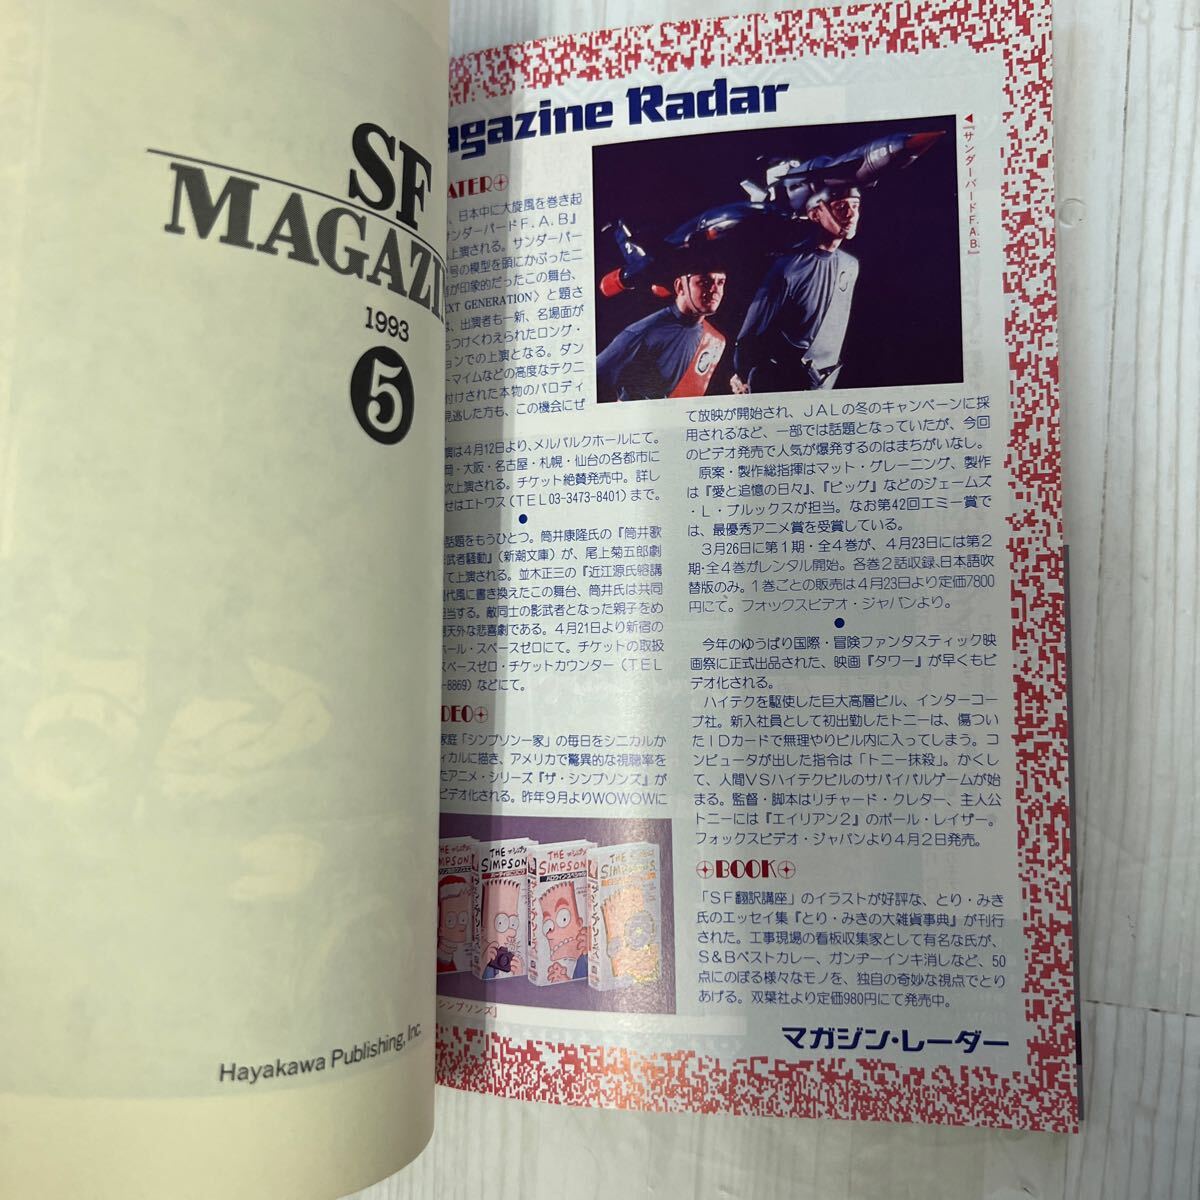 SF
MAGAZI
1993
5
Hayakawa Publishing, Inc.
agazine Radar
ATER
、日本中に大旋風を巻き起
サンダーバードF.A.B』
上演される。サンダーバー
号の模型を頭にかぶった二
が印象的だったこの舞台、
EXT GENERATION〉と題さ
は、出演者も一新、名場面が
つけくわえられたロング・
ョンでの上演となる。ダン
ーマイムなどの高度なテクニ
付けされた本物のパロディ
見逃した方も、この機会にぜ
演は4月12日より、メルパルクホールにて。
岡・大阪・名古屋・札幌・仙台の各都市に
次上演される。チケット絶賛発売中。詳し
せはエトワス(TEL03-3473-8401)まで。
●
話題をもうひとつ。筒井康隆氏の『筒井歌
武者騒動』(新潮文庫)が、尾上菊五郎劇
て上演される。並木正三の『近江源氏
代風に書き換えたこの舞台、筒井氏は共同
担当する。敵同士の影武者となった親子をめ
天外な悲喜劇である。4月21日より新宿の
ホール・スペースゼロにて。チケットの取扱
スペースゼロ・チケットカウンター(TEL
-8869)などにて。
DEO
家庭「シンプソン一家」の毎日をシニカルか
ィカルに描き、アメリカで驚異的な視聴率を
たアニメ・シリーズ『ザ・シンプソンズ』が
ビデオ化される。昨年9月よりWOWOWに
THE
SIMPSON
THE
SIMPSON
THE
SIMPSON
シンプソンズ』
◀『サンダーバードF.A.B.』
て放映が開始され、JALの冬のキャンペーンに採
用されるなど、一部では話題となっていたが、今回
のビデオ発売で人気が爆発するのはまちがいなし。
原案・製作総指揮はマット・グレーニング、製作
は『愛と追憶の日々』、『ビッグ』などのジェームズ
・L・ブルックスが担当。なお第42回エミー賞で
は、最優秀アニメ賞を受賞している。
3月26日に第1期・全4巻が、4月23日には第2
期・全4巻がレンタル開始。各巻2話収録、日本語吹
替版のみ。1巻ごとの販売は4月23日より定価7800
円にて。フォックスビデオ・ジャパンより。
●
今年のゆうばり国際・冒険ファンタスティック映
画祭に正式出品された、映画『タワー』が早くもビ
デオ化される。
ハイテクを駆使した巨大高層ビル、インターコー
プ社。新入社員として初出勤したトニーは、傷つい
たIDカードで無理やりビル内に入ってしまう。コ
ンピュータが出した指令は「トニー抹殺」。かくし
て、人間VSハイテクビルのサバイバルゲームが始
まる。監督・脚本はリチャード・クレター、主人公
トニーには『エイリアン2』のポール・レイザー。
フォックスビデオ・ジャパンより4月2日発売。
BOOK
「SF翻訳講座」のイラストが好評な、とり・みき
氏のエッセイ集『とり・みきの大雑貨事典』が刊行
された。工事現場の看板収集家として有名な氏が、
S&Bベストカレー、ガンヂーインキ消しなど、50
点にのぼる様々なモノを、独自の奇妙な視点でとり
あげる。双葉社より定価980円にて発売中。
マガジン・レーダー